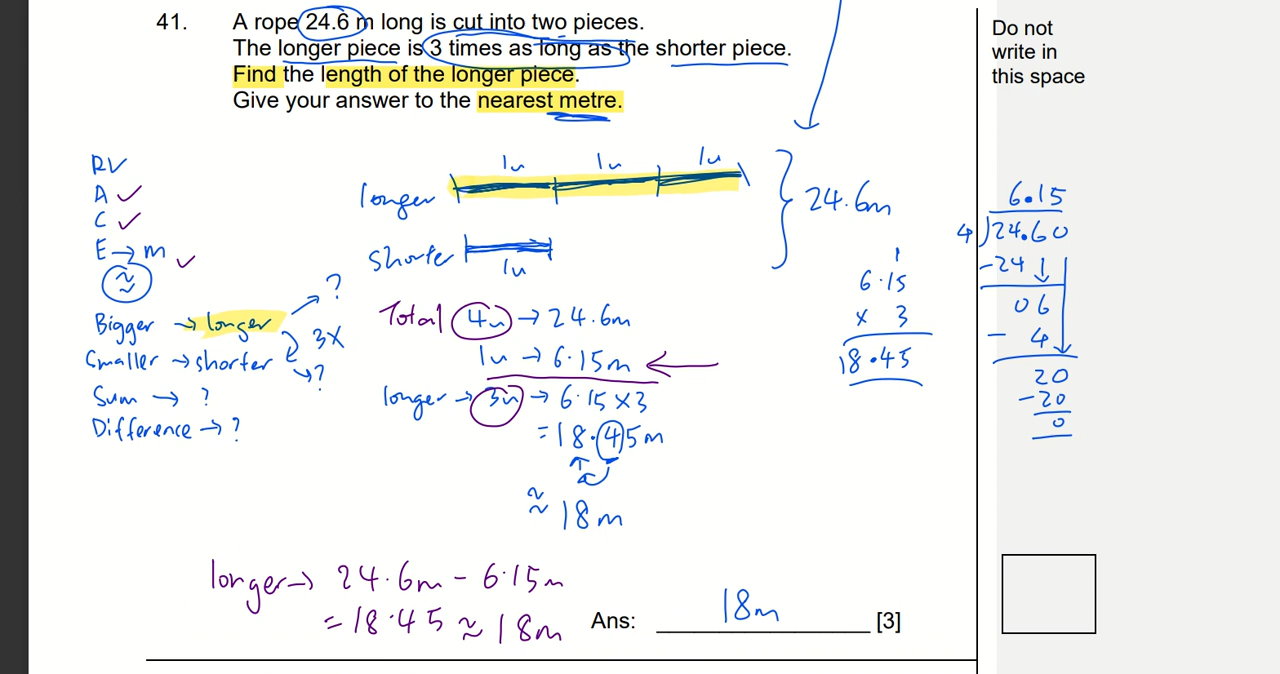 41. A rope 24.6 m long is cut into two pieces.
The longer piece is 3 times as long as the shorter piece.
Find the length of the longer piece.
Give your answer to the nearest metre.
Do not
write in
this space
RV
A ✓
C ✓
E → m ✓
≈
Bigger → longer ?
3x
Smaller → shorter ?
Sum → ?
Difference → ?
1u 1u 1u
longer
24.6m
shorter
1u
Total 4u → 24.6m
1u → 6.15m ←
longer → 3u → 6.15 x 3
= 18.45m
≈ 18m
1
6.15
x 3
18.45
6.15
4)24.60
-24 ↓
06
- 4
20
-20
0
longer → 24.6m - 6.15m
= 18.45 ≈ 18m
Ans: 18m [3]